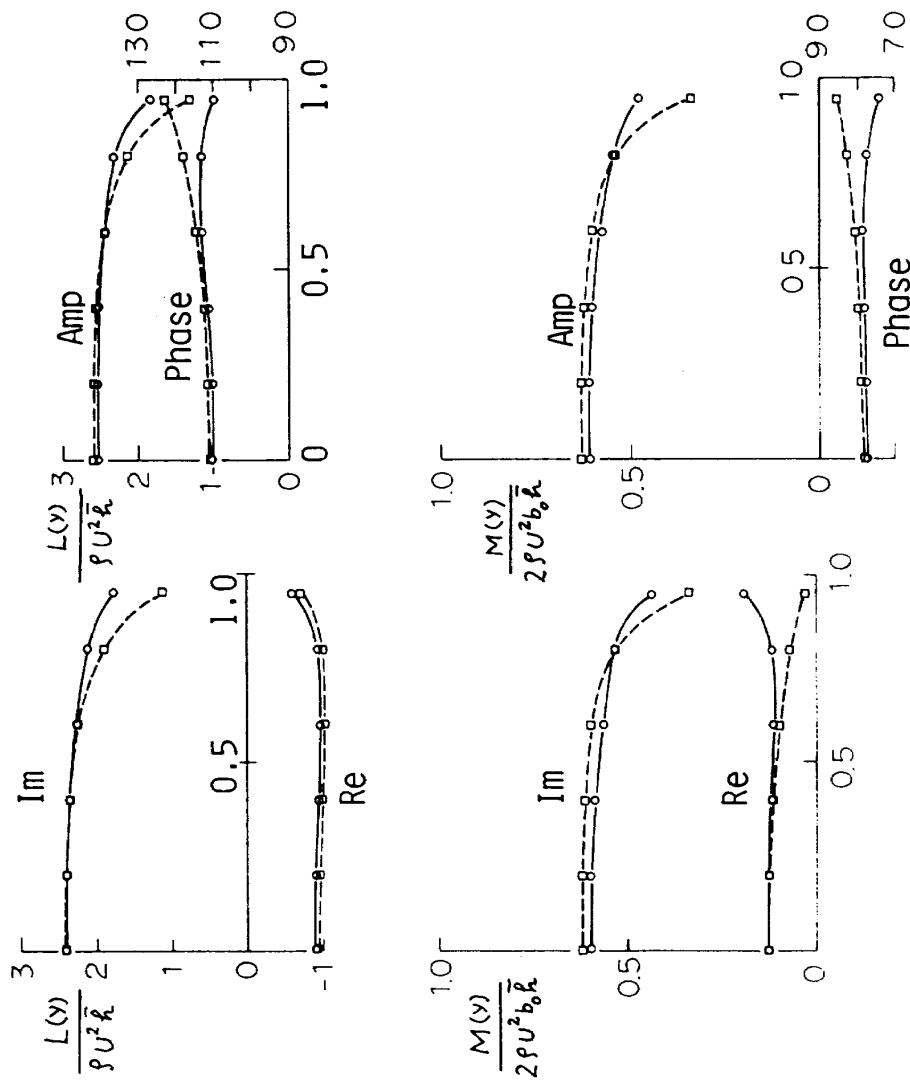 L(y)
ρU²h̄
3
2
1
0
-1
Im
Re
0.5
1.0
L(y)
ρU²h̄
3
2
1
0
Amp
Phase
0.5
1.0
130
110
90
M(y)
2ρU²b₀h̄
1.0
0.5
0
Im
Re
0.5
1.0
M(y)
2ρU²b₀h̄
1.0
0.5
0
Amp
Phase
0.5
1.0
90
70